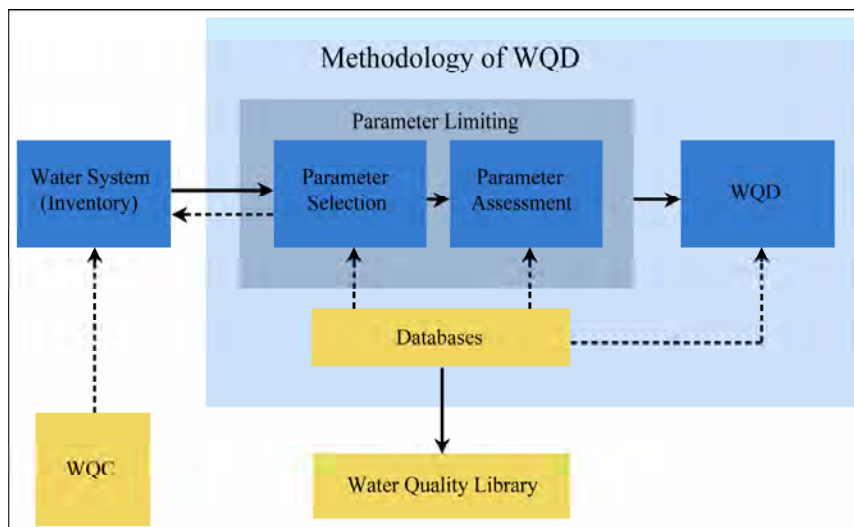 Methodology of WQD
Parameter Limiting
Water System
(Inventory)
Parameter
Selection
Parameter
Assessment
WQD
Databases
WQC
Water Quality Library